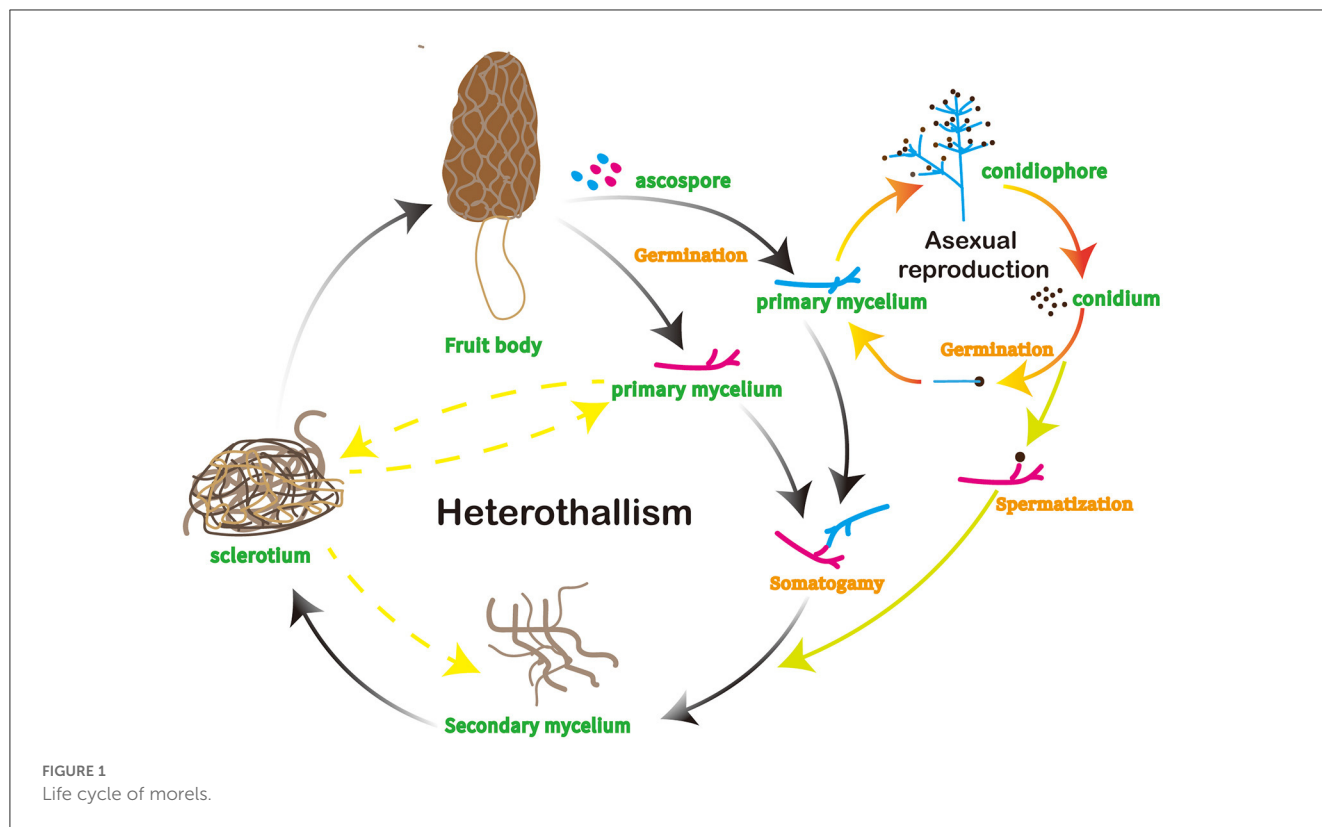 ascospore
conidiophore
Asexual
reproduction
Germination
primary mycelium
conidium
Fruit body
Germination
primary mycelium
Heterothallism
Spermatization
sclerotium
Somatogamy
Secondary mycelium
FIGURE 1
Life cycle of morels.